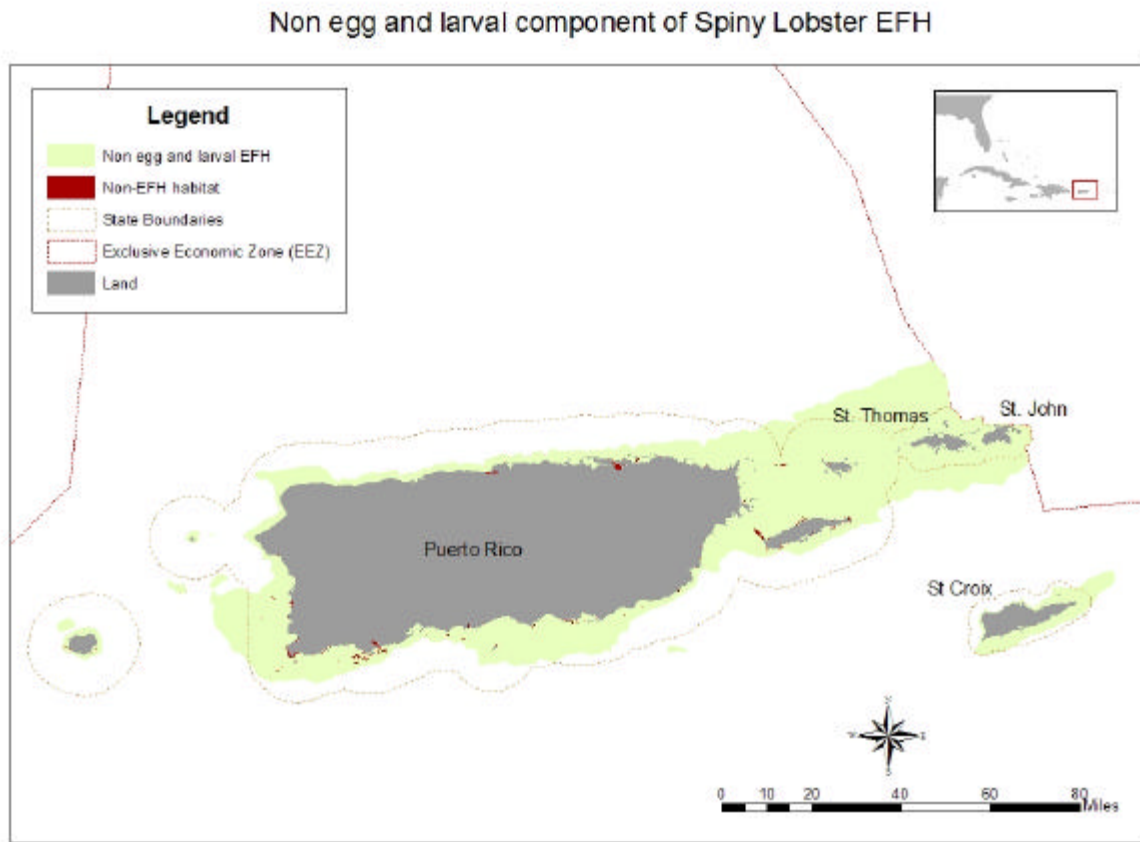 Non egg and larval component of Spiny Lobster EFH
Legend
Non egg and larval EFH
Non-EFH habitat
State Boundaries
Exclusive Economic Zone (EEZ)
Land
St. Thomas
St. John
Puerto Rico
St Croix
0 10 20 40 60 80
Miles